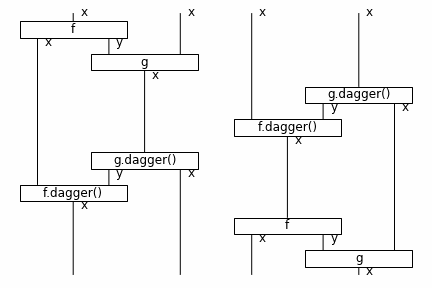 x x x x
f
x y
g
x
g.dagger()
y x
f.dagger()
x
g.dagger()
y x
f.dagger()
x
f
x y
g
x